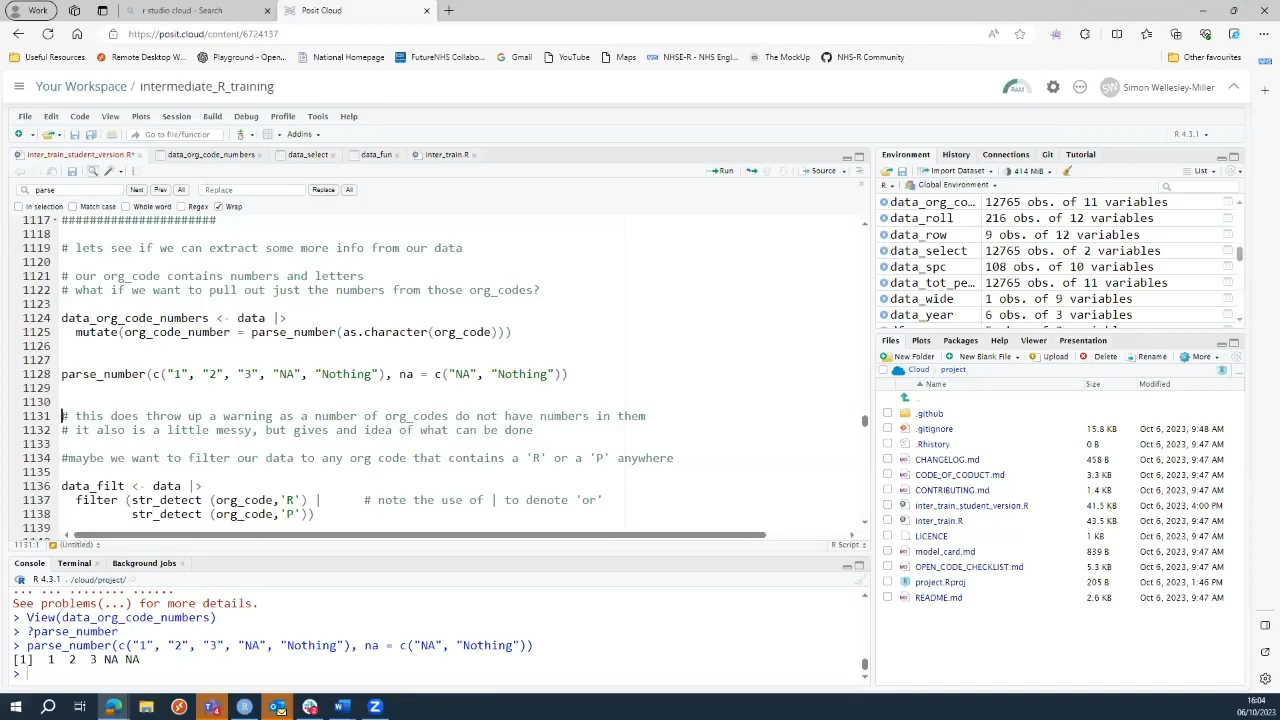 Work
r studio cloud - Search
Posit Cloud
https://posit.cloud/content/6724137
Useful Resources
Remote Desktop W...
Playground - Open...
National Homepage
FutureNHS Collabo...
Gmail
YouTube
Maps
NHSE-R - NHS Engl...
The MockUp
NHS-R Community
Other favourites
Your Workspace / intermediate_R_training
RAM
SW
Simon Wellesley-Miller
File Edit Code View Plots Session Build Debug Profile Tools Help
Go to file/function
Addins
R 4.3.1
inter_train_student_version.R*
data_org_code_numbers
data_select
data_fun
inter_train.R
Run
Source
parse
Next Prev All
Replace
Replace All
In selection Match case Whole word Regex Wrap
1117 ######################
1118
1119 # lets see if we can extract some more info from our data
1120
1121 # our org_code contains numbers and letters
1122 # what if we want to pull out just the numbers from those org_codes?
1123
1124 data_org_code_numbers <- data |>
1125 mutate(org_code_number = parse_number(as.character(org_code)))
1126
1127
1128 parse_number(c("1", "2", "3", "NA", "Nothing"), na = c("NA", "Nothing"))
1129
1130
1131 # this does throw up a warning as a number of org_codes do not have numbers in them
1132 # it also is a little messy, but gives and idea of what can be done
1133
1134 #maybe we want to filter our data to any org code that contains a 'R' or a 'P' anywhere
1135
1136 data_filt <- data |>
1137 filter (str_detect (org_code,'R') | # note the use of | to denote 'or'
1138 str_detect (org_code,'P'))
1139
1131:1 (Untitled) R Script
Console Terminal Background Jobs
R 4.3.1 . /cloud/project/
... ... ........ ......
See problems(...) for more details.
> View(data_org_code_numbers)
> ?parse_number
> parse_number(c("1", "2", "3", "NA", "Nothing"), na = c("NA", "Nothing"))
[1] 1 2 3 NA NA
>
Environment History Connections Git Tutorial
Import Dataset
414 MiB
List
R Global Environment
data_org_co... 12765 obs. of 11 variables
data_roll 216 obs. of 12 variables
data_row 9 obs. of 12 variables
data_select 12765 obs. of 2 variables
data_spc 108 obs. of 10 variables
data_tot_pe... 12765 obs. of 11 variables
data_wide 1 obs. of 9 variables
data_year 6 obs. of 3 variables
Files Plots Packages Help Viewer Presentation
New Folder New Blank File Upload Delete Rename More
Cloud project
Name Size Modified
..
.github
.gitignore 15.8 KB Oct 6, 2023, 9:48 AM
.Rhistory 0 B Oct 6, 2023, 9:47 AM
CHANGELOG.md 458 B Oct 6, 2023, 9:47 AM
CODE_OF_CODUCT.md 3.3 KB Oct 6, 2023, 9:47 AM
CONTRIBUTING.md 1.4 KB Oct 6, 2023, 9:47 AM
inter_train_student_version.R 41.5 KB Oct 6, 2023, 4:00 PM
inter_train.R 43.5 KB Oct 6, 2023, 9:47 AM
LICENCE 1 KB Oct 6, 2023, 9:47 AM
model_card.md 839 B Oct 6, 2023, 9:47 AM
OPEN_CODE_CHECKLIST.md 5.3 KB Oct 6, 2023, 9:47 AM
project.Rproj 205 B Oct 6, 2023, 1:46 PM
README.md 2.6 KB Oct 6, 2023, 9:47 AM
16:04
06/10/2023